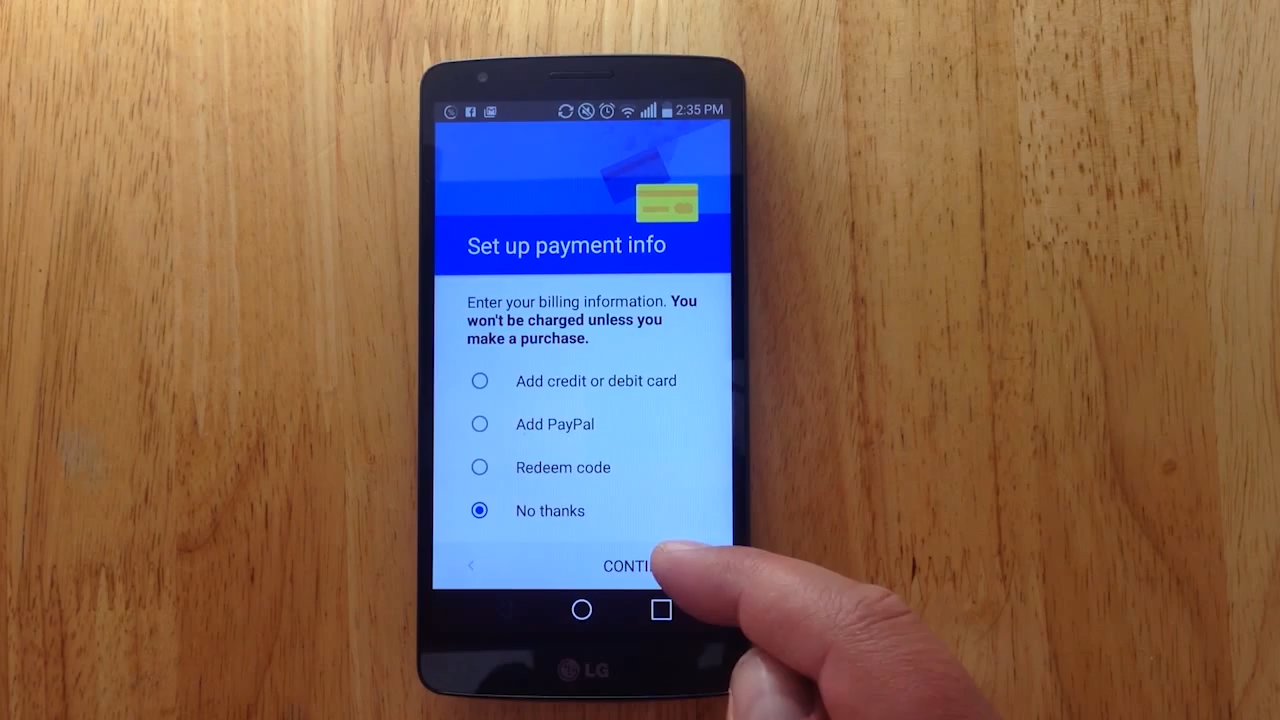 2:35 PM
Set up payment info
Enter your billing information. You
won't be charged unless you
make a purchase.
Add credit or debit card
Add PayPal
Redeem code
No thanks
CONTI
LG